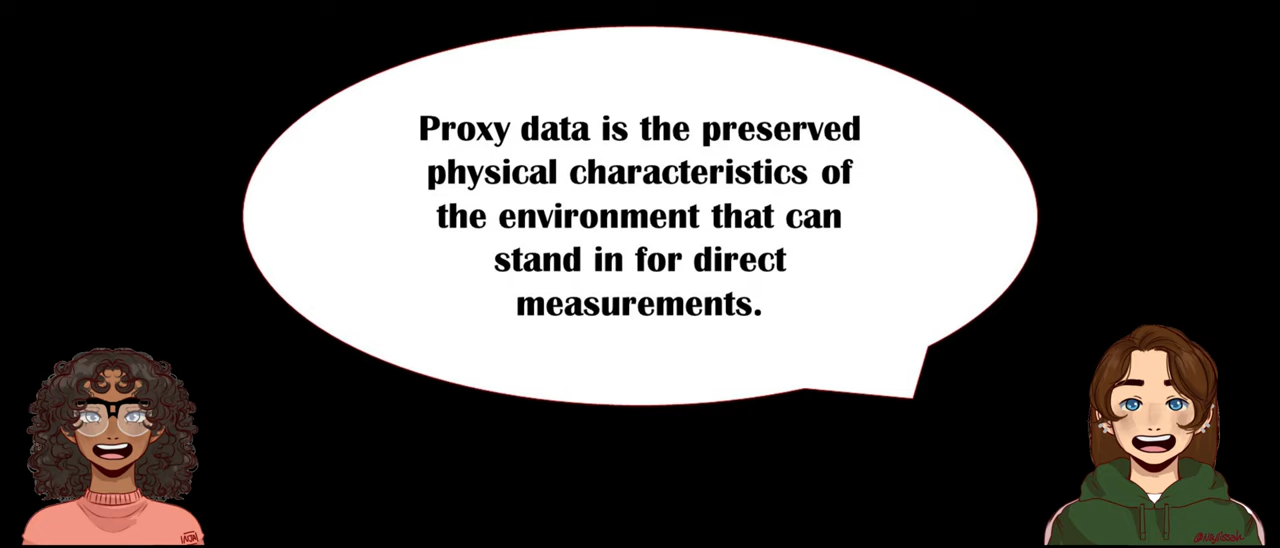 Proxy data is the preserved
physical characteristics of
the environment that can
stand in for direct
measurements.